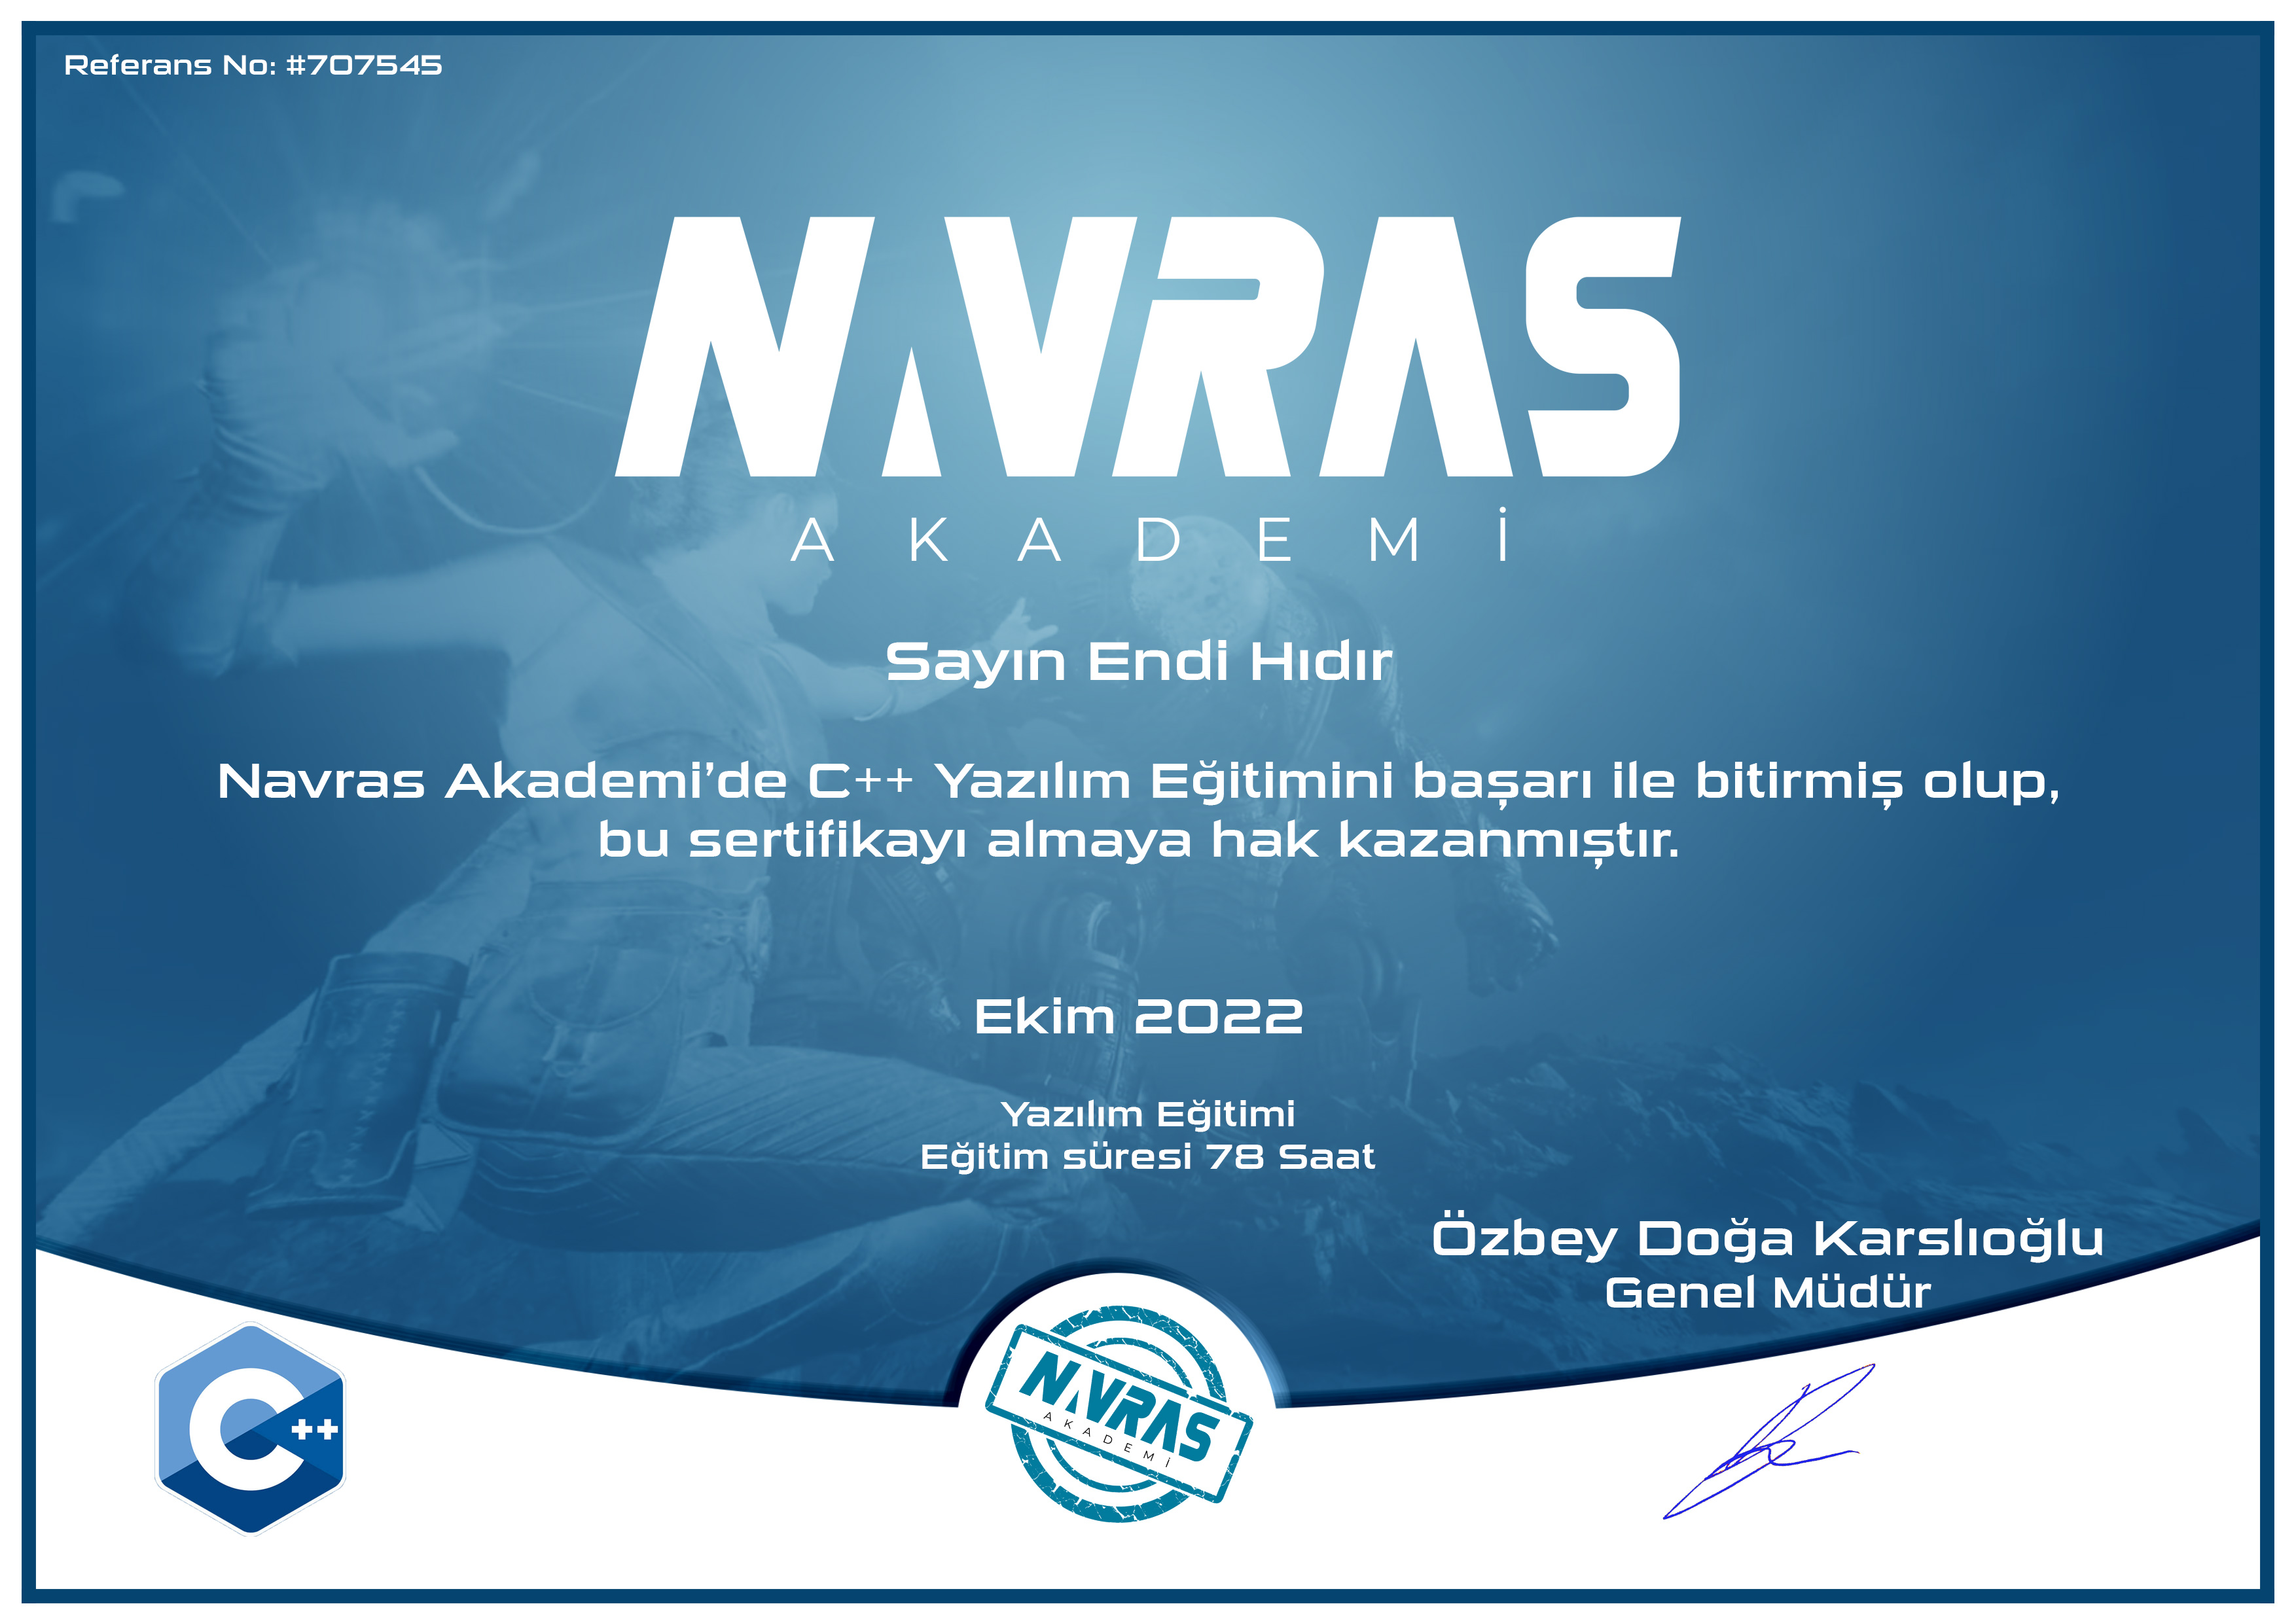 Referans No: #707545
NAVRAS
AKADEMİ
Sayın Endi Hıdır
Navras Akademi’de C++ Yazılım Eğitimini başarı ile bitirmiş olup,
bu sertifikayı almaya hak kazanmıştır.
Ekim 2022
Yazılım Eğitimi
Eğitim süresi 78 Saat
Özbey Doğa Karslıoğlu
Genel Müdür
C++
NAVRAS
AKADEMİ